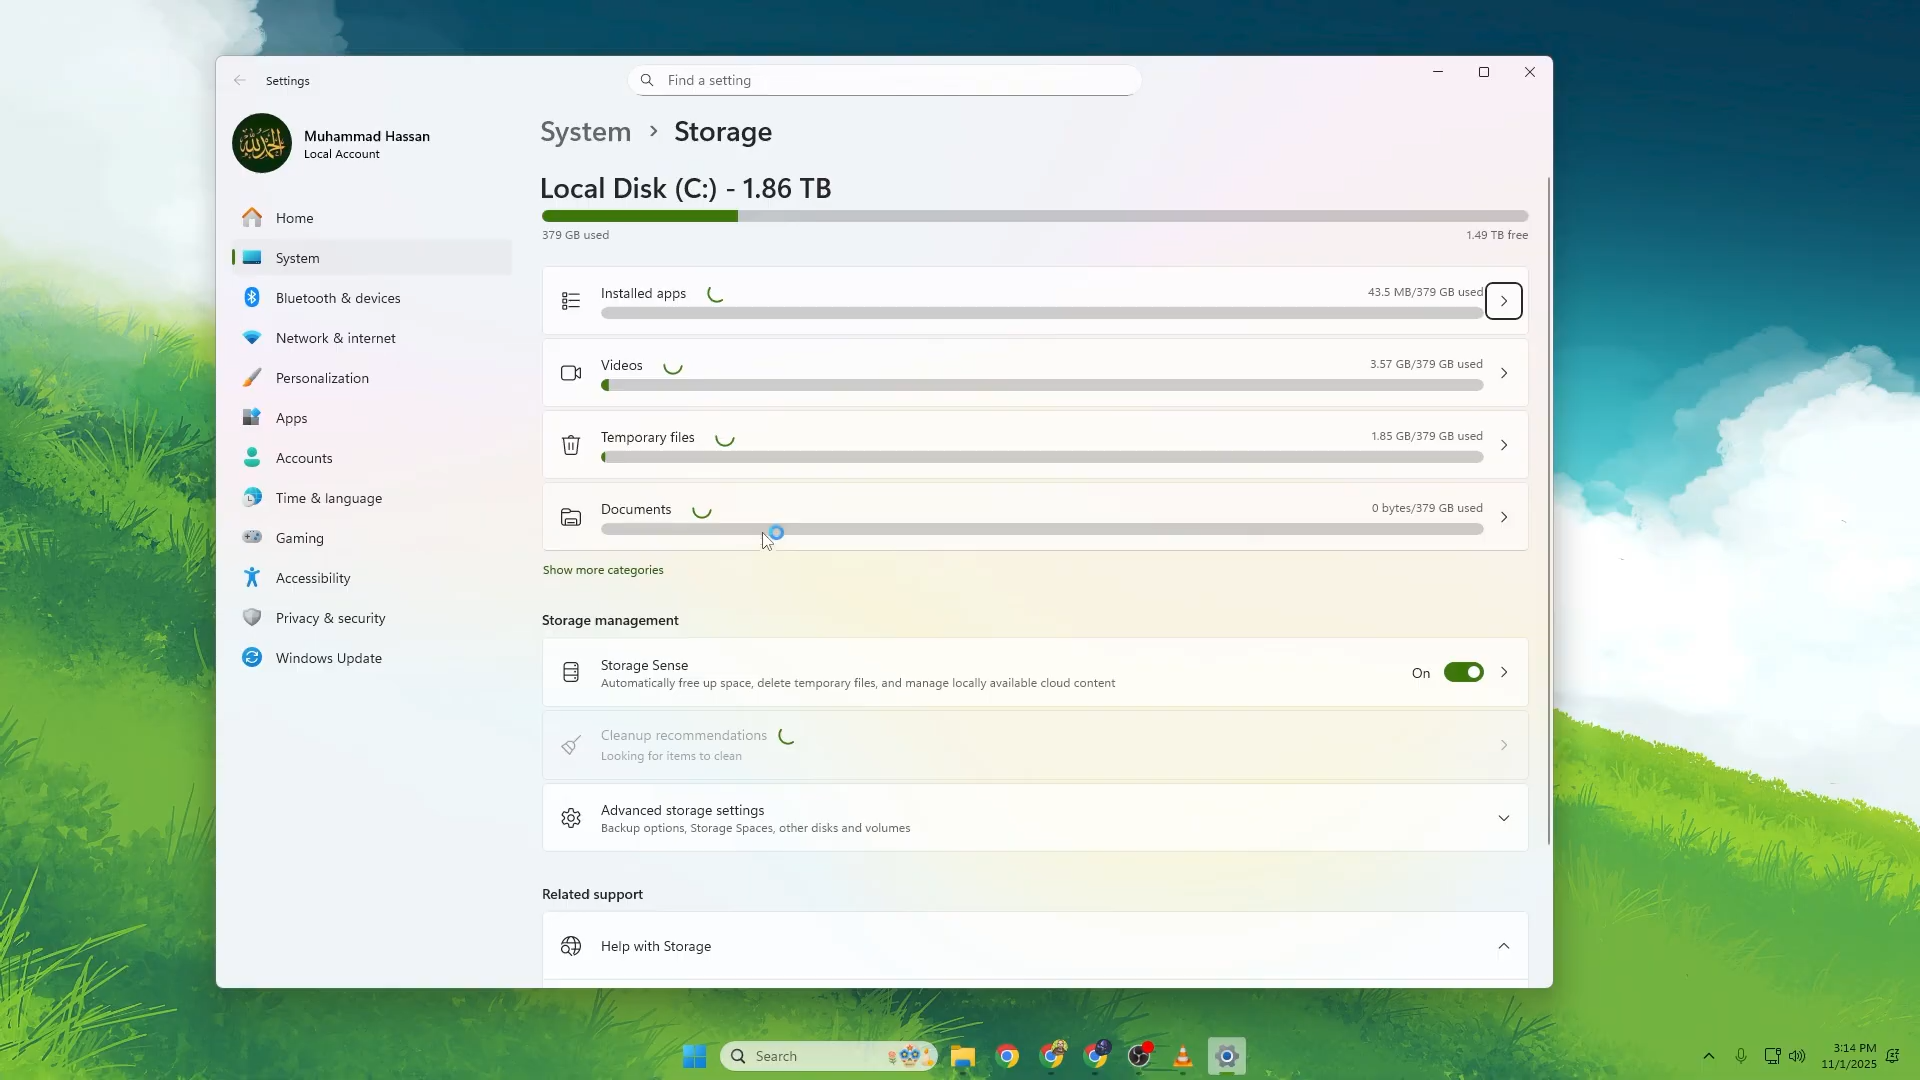 Settings
Find a setting
Muhammad Hassan
Local Account
Home
System
Bluetooth & devices
Network & internet
Personalization
Apps
Accounts
Time & language
Gaming
Accessibility
Privacy & security
Windows Update
System > Storage
Local Disk (C:) - 1.86 TB
379 GB used
1.49 TB free
Installed apps
43.5 MB/379 GB used
Videos
3.57 GB/379 GB used
Temporary files
1.85 GB/379 GB used
Documents
0 bytes/379 GB used
Show more categories
Storage management
Storage Sense
Automatically free up space, delete temporary files, and manage locally available cloud content
On
Cleanup recommendations
Looking for items to clean
Advanced storage settings
Backup options, Storage Spaces, other disks and volumes
Related support
Help with Storage
Search
3:14 PM
11/1/2025